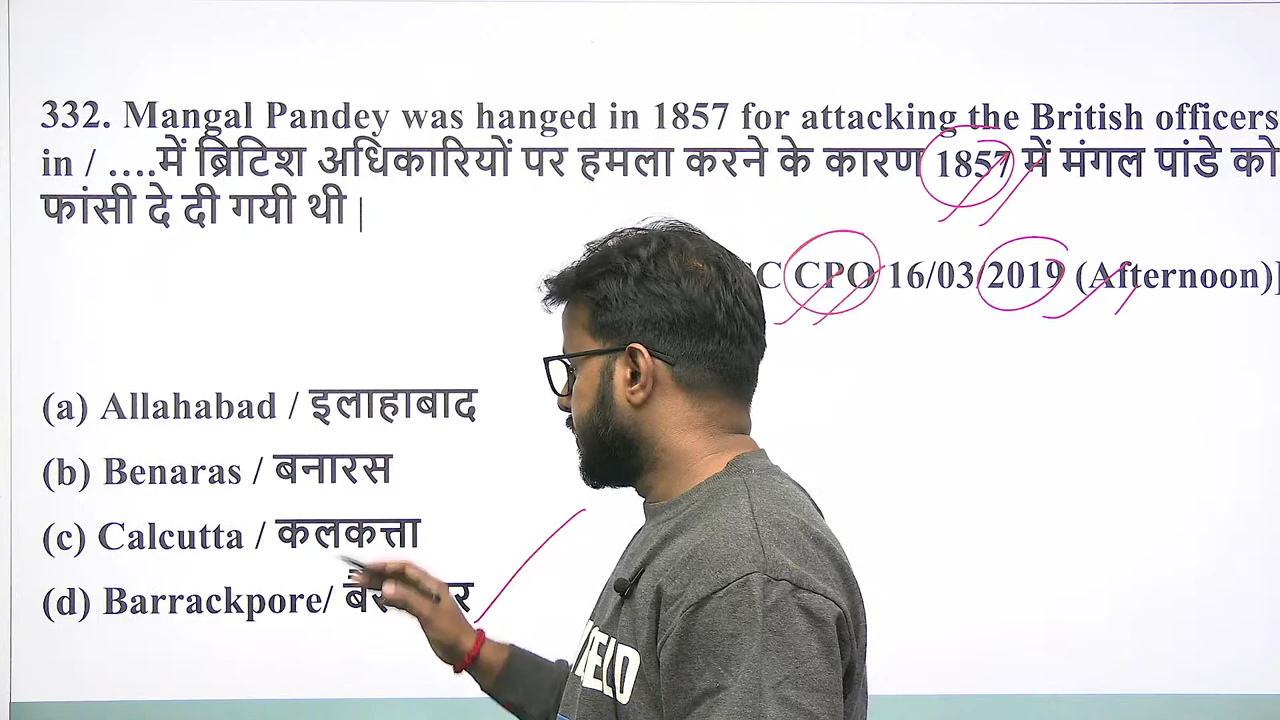 332. Mangal Pandey was hanged in 1857 for attacking the British officers
in / ....में ब्रिटिश अधिकारियों पर हमला करने के कारण 1857 में मंगल पांडे को
फांसी दे दी गयी थी |
CPO 16/03/2019 (Afternoon)]
(a) Allahabad / इलाहाबाद
(b) Benaras / बनारस
(c) Calcutta / कलकत्ता
(d) Barrackpore/